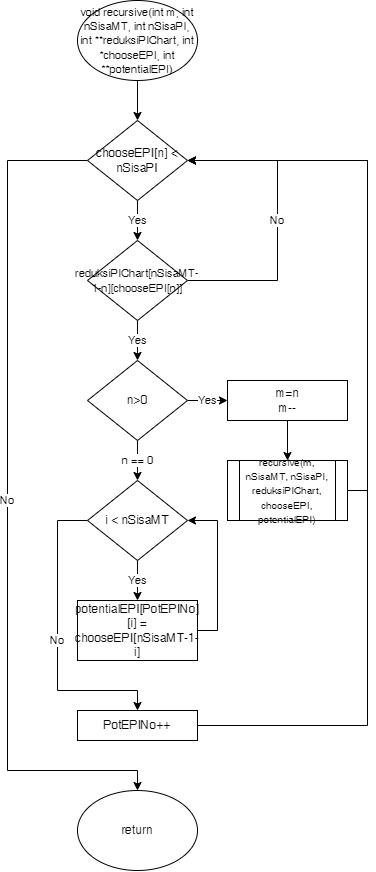 void recursive(int m, int
nSisaMT, int nSisaPI,
int **reduksiPIChart, int
*chooseEPI, int
**potentialEPI)
chooseEPI[n] <
nSisaPI
Yes
No
reduksiPIChart[nSisaMT-
1-n][chooseEPI[n]]
Yes
n>0
Yes
m=n
m--
n == 0
recursive(m,
nSisaMT, nSisaPI,
reduksiPIChart,
chooseEPI,
potentialEPI)
No
i < nSisaMT
Yes
potentialEPI[PotEPINo]
[i] =
chooseEPI[nSisaMT-1-
i]
No
PotEPINo++
return